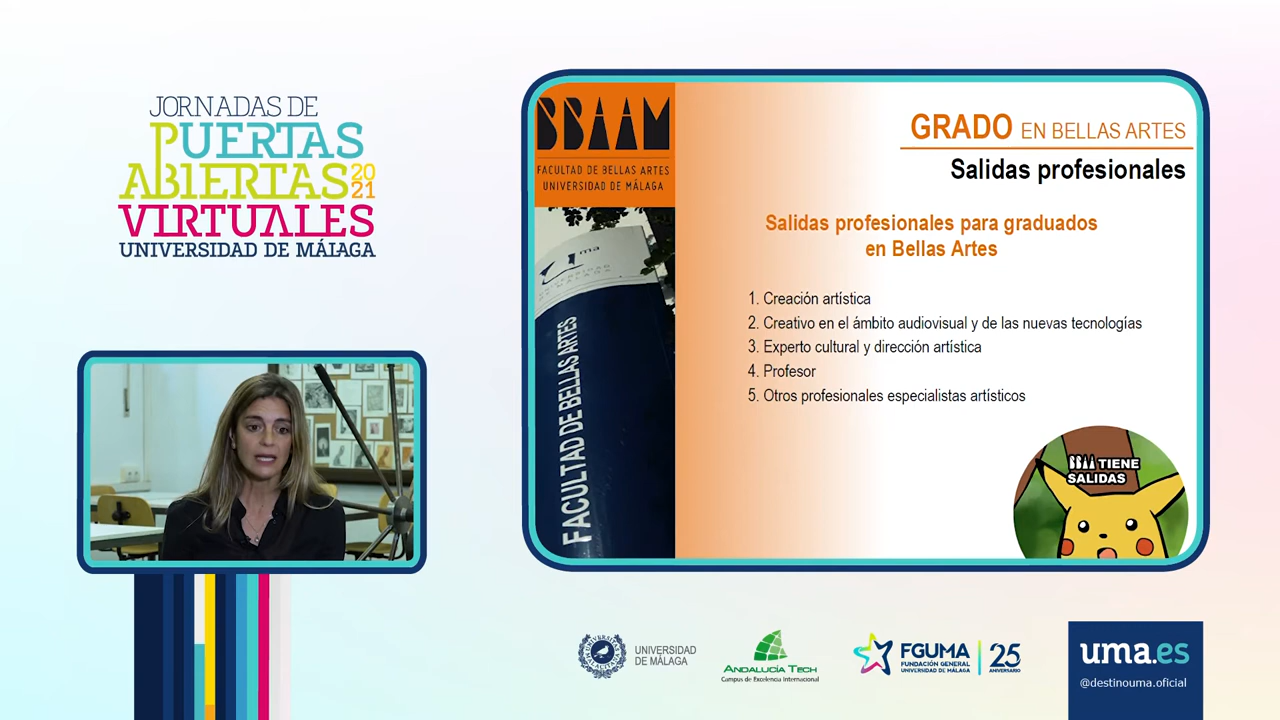 JORNADAS DE
PUERTAS
ABIERTAS 2021
VIRTUALES
UNIVERSIDAD DE MÁLAGA
BBAAM
FACULTAD DE BELLAS ARTES
UNIVERSIDAD DE MÁLAGA
uma
UNIVERSIDAD
DE MÁLAGA
FACULTAD DE BELLAS ARTES
GRADO EN BELLAS ARTES
Salidas profesionales
Salidas profesionales para graduados
en Bellas Artes
1. Creación artística
2. Creativo en el ámbito audiovisual y de las nuevas tecnologías
3. Experto cultural y dirección artística
4. Profesor
5. Otros profesionales especialistas artísticos
BBAA TIENE
SALIDAS
UNIVERSIDAD
DE MÁLAGA
ANDALUCÍA TECH
Campus de Excelencia Internacional
FGUMA
FUNDACIÓN GENERAL
UNIVERSIDAD DE MÁLAGA
25
ANIVERSARIO
uma.es
@destinouma.oficial